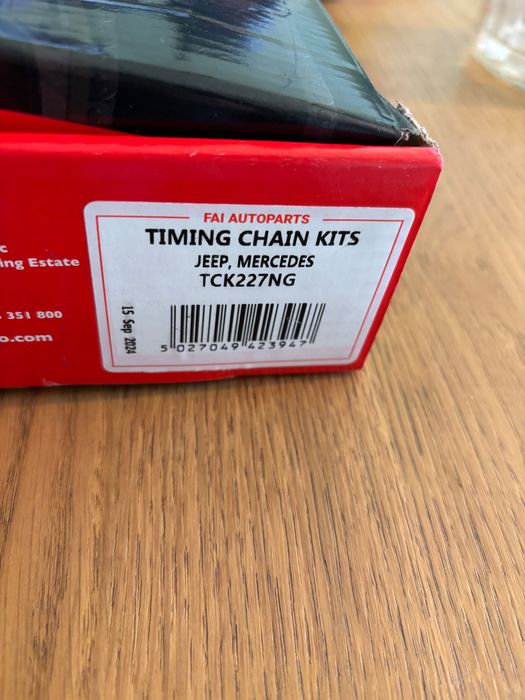 FAI AUTOPARTS
TIMING CHAIN KITS
JEEP, MERCEDES
TCK227NG
15 Sep 2024
5 027049 423947
c
ing Estate
351 800
o.com